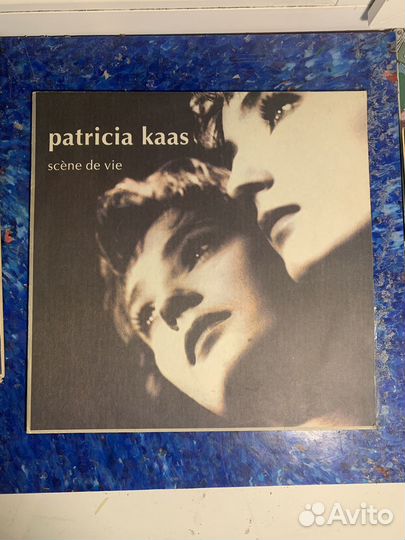 patricia kaas
scène de vie
Avito